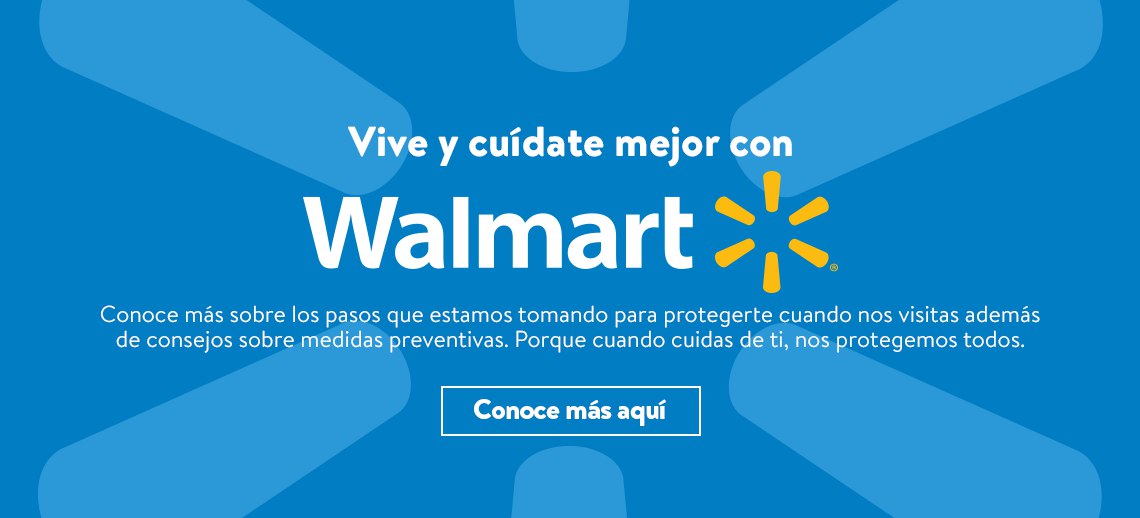 Vive y cuídate mejor con
Walmart
Conoce más sobre los pasos que estamos tomando para protegerte cuando nos visitas además
de consejos sobre medidas preventivas. Porque cuando cuidas de ti, nos protegemos todos.
Conoce más aquí